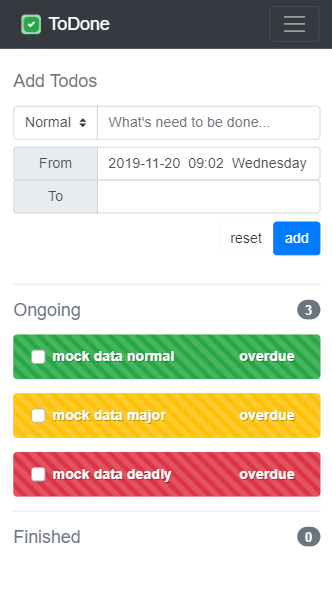 ToDone
Add Todos
Normal What's need to be done...
From 2019-11-20 09:02 Wednesday
To
reset add
Ongoing 3
mock data normal overdue
mock data major overdue
mock data deadly overdue
Finished 0